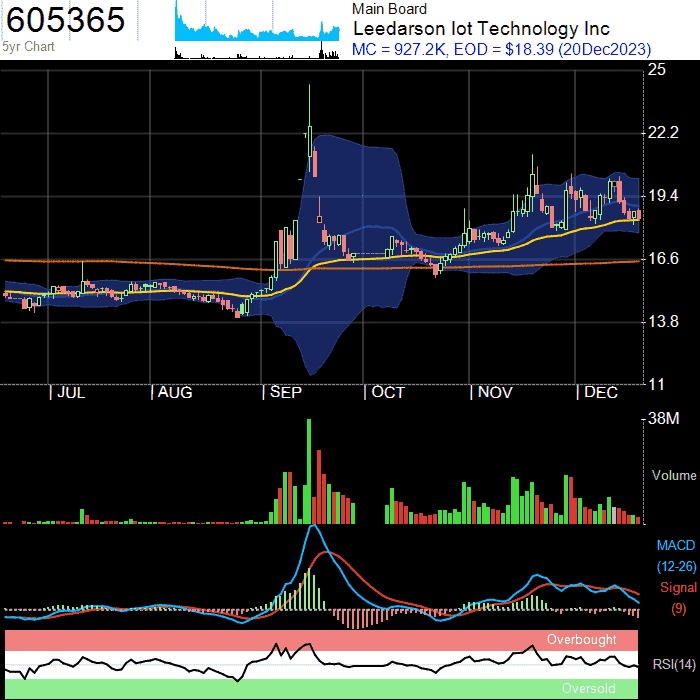 605365
5yr Chart
Main Board
Leedarson Iot Technology Inc
MC = 927.2K, EOD = $18.39 (20Dec2023)
25
22.2
19.4
16.6
13.8
11
| JUL | AUG | SEP | OCT | NOV | DEC
38M
Volume
MACD
(12-26)
Signal
(9)
Overbought
RSI(14)
Oversold